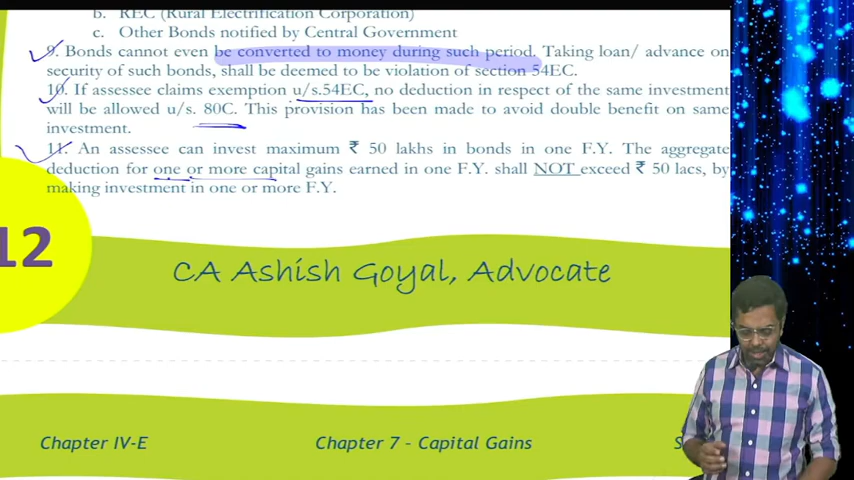 b. REC (Rural Electrification Corporation)
c. Other Bonds notified by Central Government
9. Bonds cannot even be converted to money during such period. Taking loan/ advance on
security of such bonds, shall be deemed to be violation of section 54EC.
10. If assessee claims exemption u/s.54EC, no deduction in respect of the same investment
will be allowed u/s. 80C. This provision has been made to avoid double benefit on same
investment.
11. An assessee can invest maximum ₹ 50 lakhs in bonds in one F.Y. The aggregate
deduction for one or more capital gains earned in one F.Y. shall NOT exceed ₹ 50 lacs, by
making investment in one or more F.Y.
12
CA Ashish Goyal, Advocate
Chapter IV-E
Chapter 7 - Capital Gains